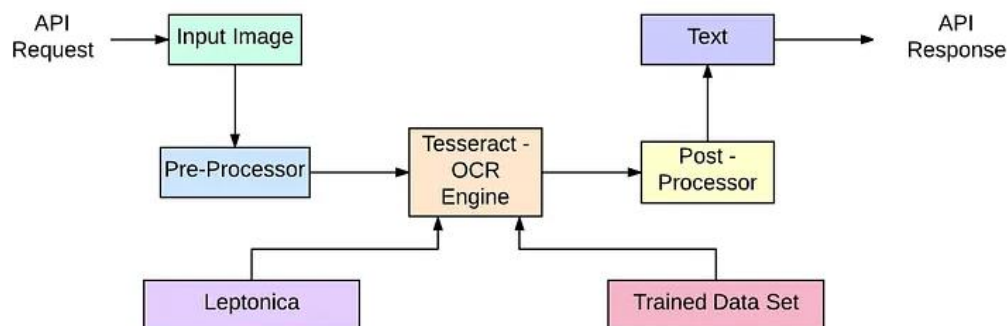 API
Request
Input Image
Text
API
Response
Pre-Processor
Tesseract -
OCR
Engine
Post -
Processor
Leptonica
Trained Data Set